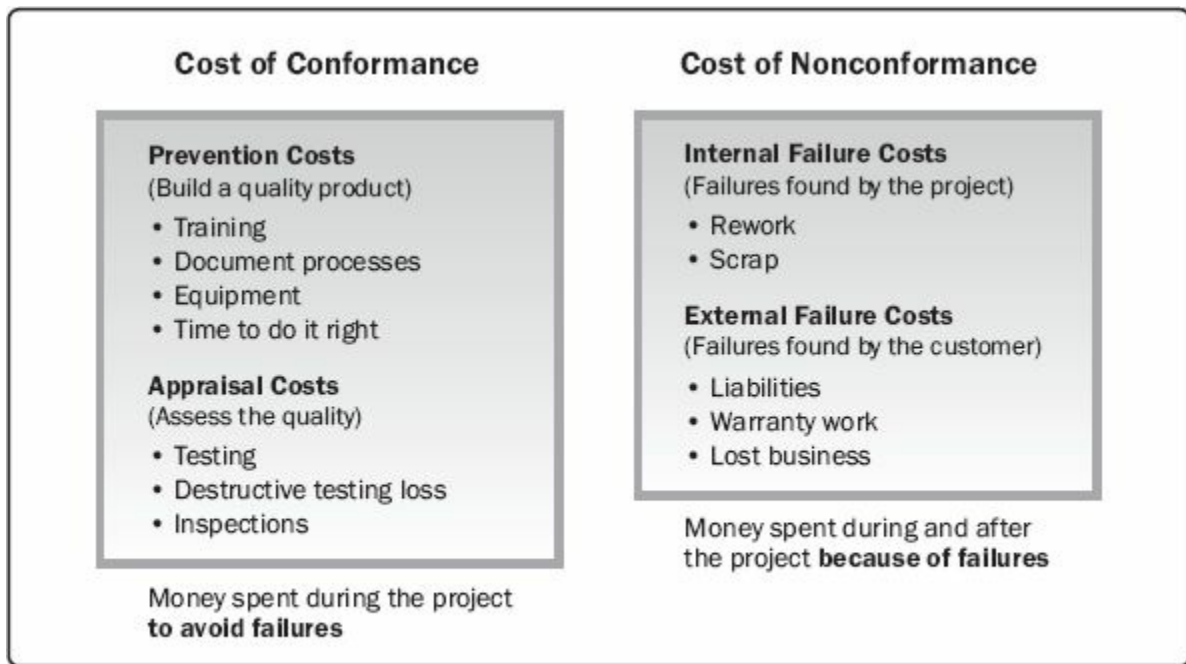 Cost of Conformance
Prevention Costs
(Build a quality product)
• Training
• Document processes
• Equipment
• Time to do it right
Appraisal Costs
(Assess the quality)
• Testing
• Destructive testing loss
• Inspections
Money spent during the project
to avoid failures
Cost of Nonconformance
Internal Failure Costs
(Failures found by the project)
• Rework
• Scrap
External Failure Costs
(Failures found by the customer)
• Liabilities
• Warranty work
• Lost business
Money spent during and after
the project because of failures